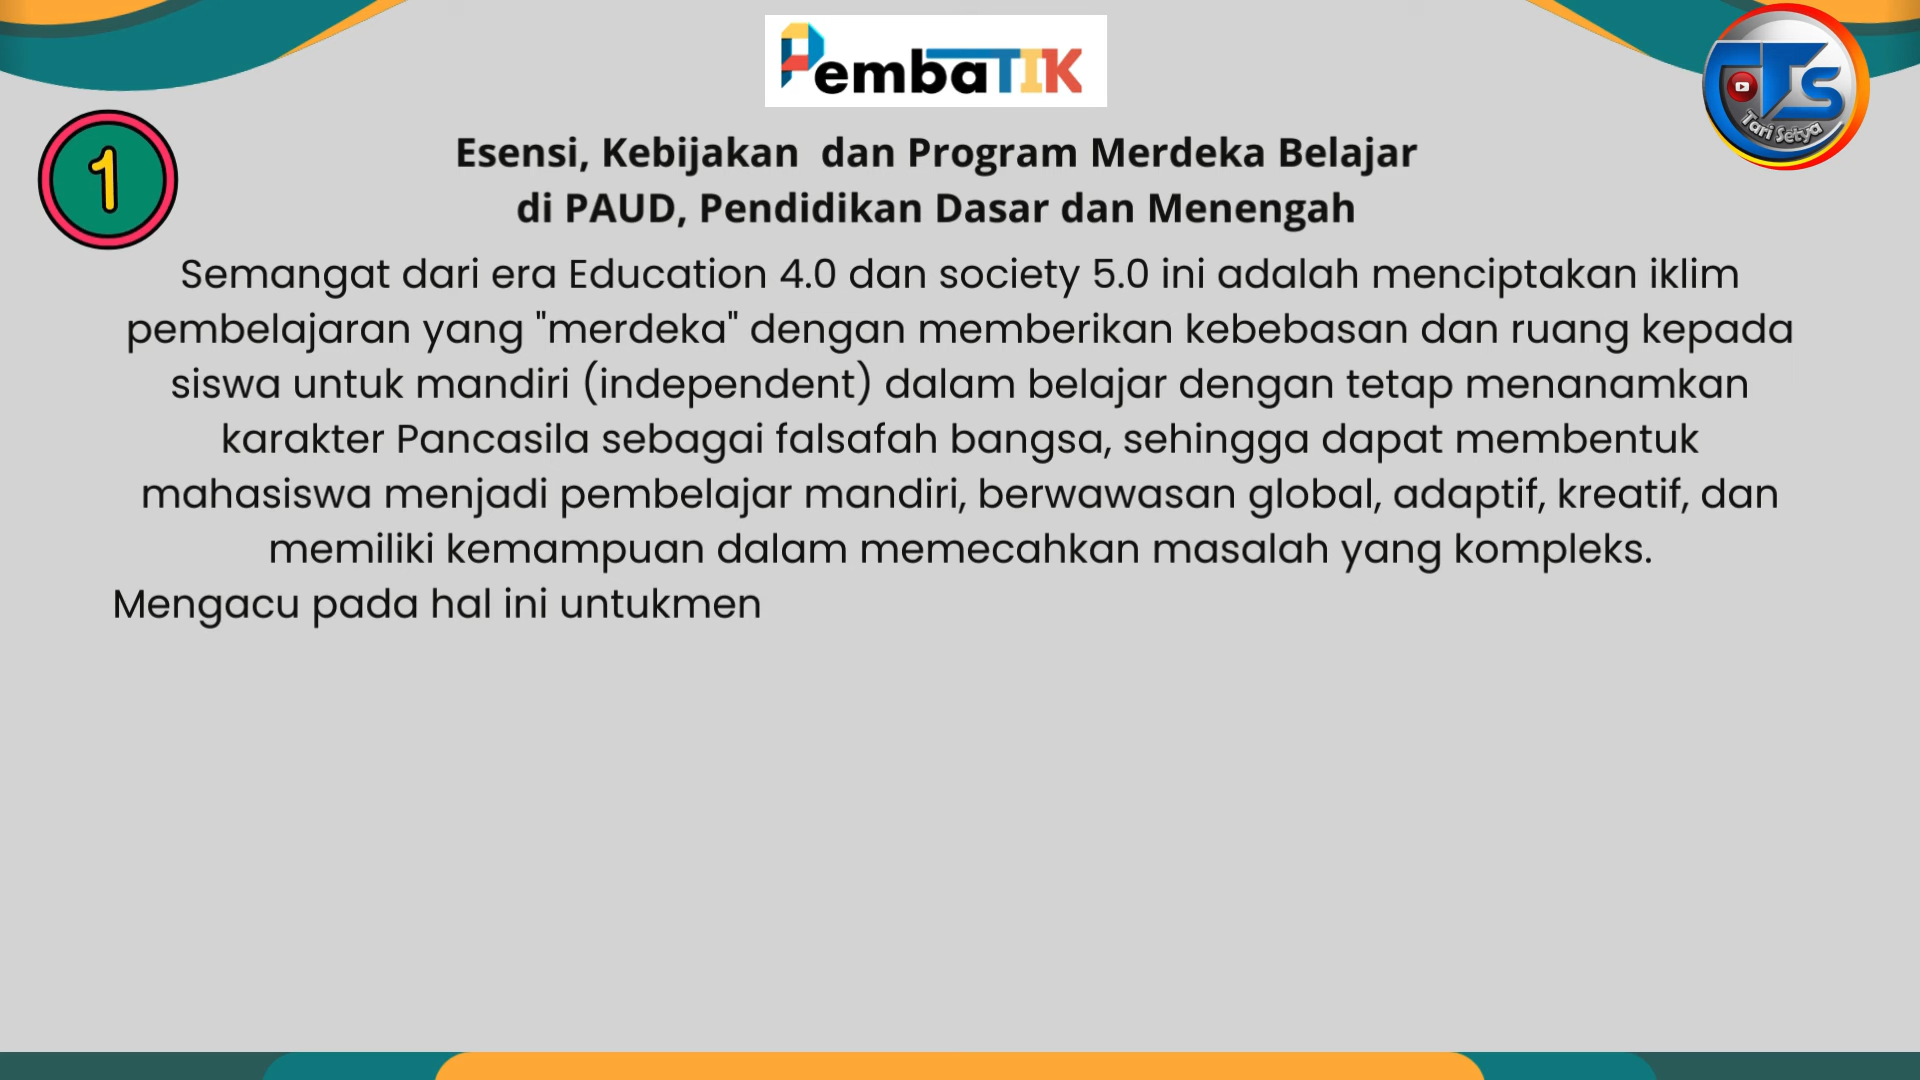 PembaTIK
TS
Tari Setya
1
Esensi, Kebijakan dan Program Merdeka Belajar
di PAUD, Pendidikan Dasar dan Menengah
Semangat dari era Education 4.0 dan society 5.0 ini adalah menciptakan iklim
pembelajaran yang "merdeka" dengan memberikan kebebasan dan ruang kepada
siswa untuk mandiri (independent) dalam belajar dengan tetap menanamkan
karakter Pancasila sebagai falsafah bangsa, sehingga dapat membentuk
mahasiswa menjadi pembelajar mandiri, berwawasan global, adaptif, kreatif, dan
memiliki kemampuan dalam memecahkan masalah yang kompleks.
Mengacu pada hal ini untukmen